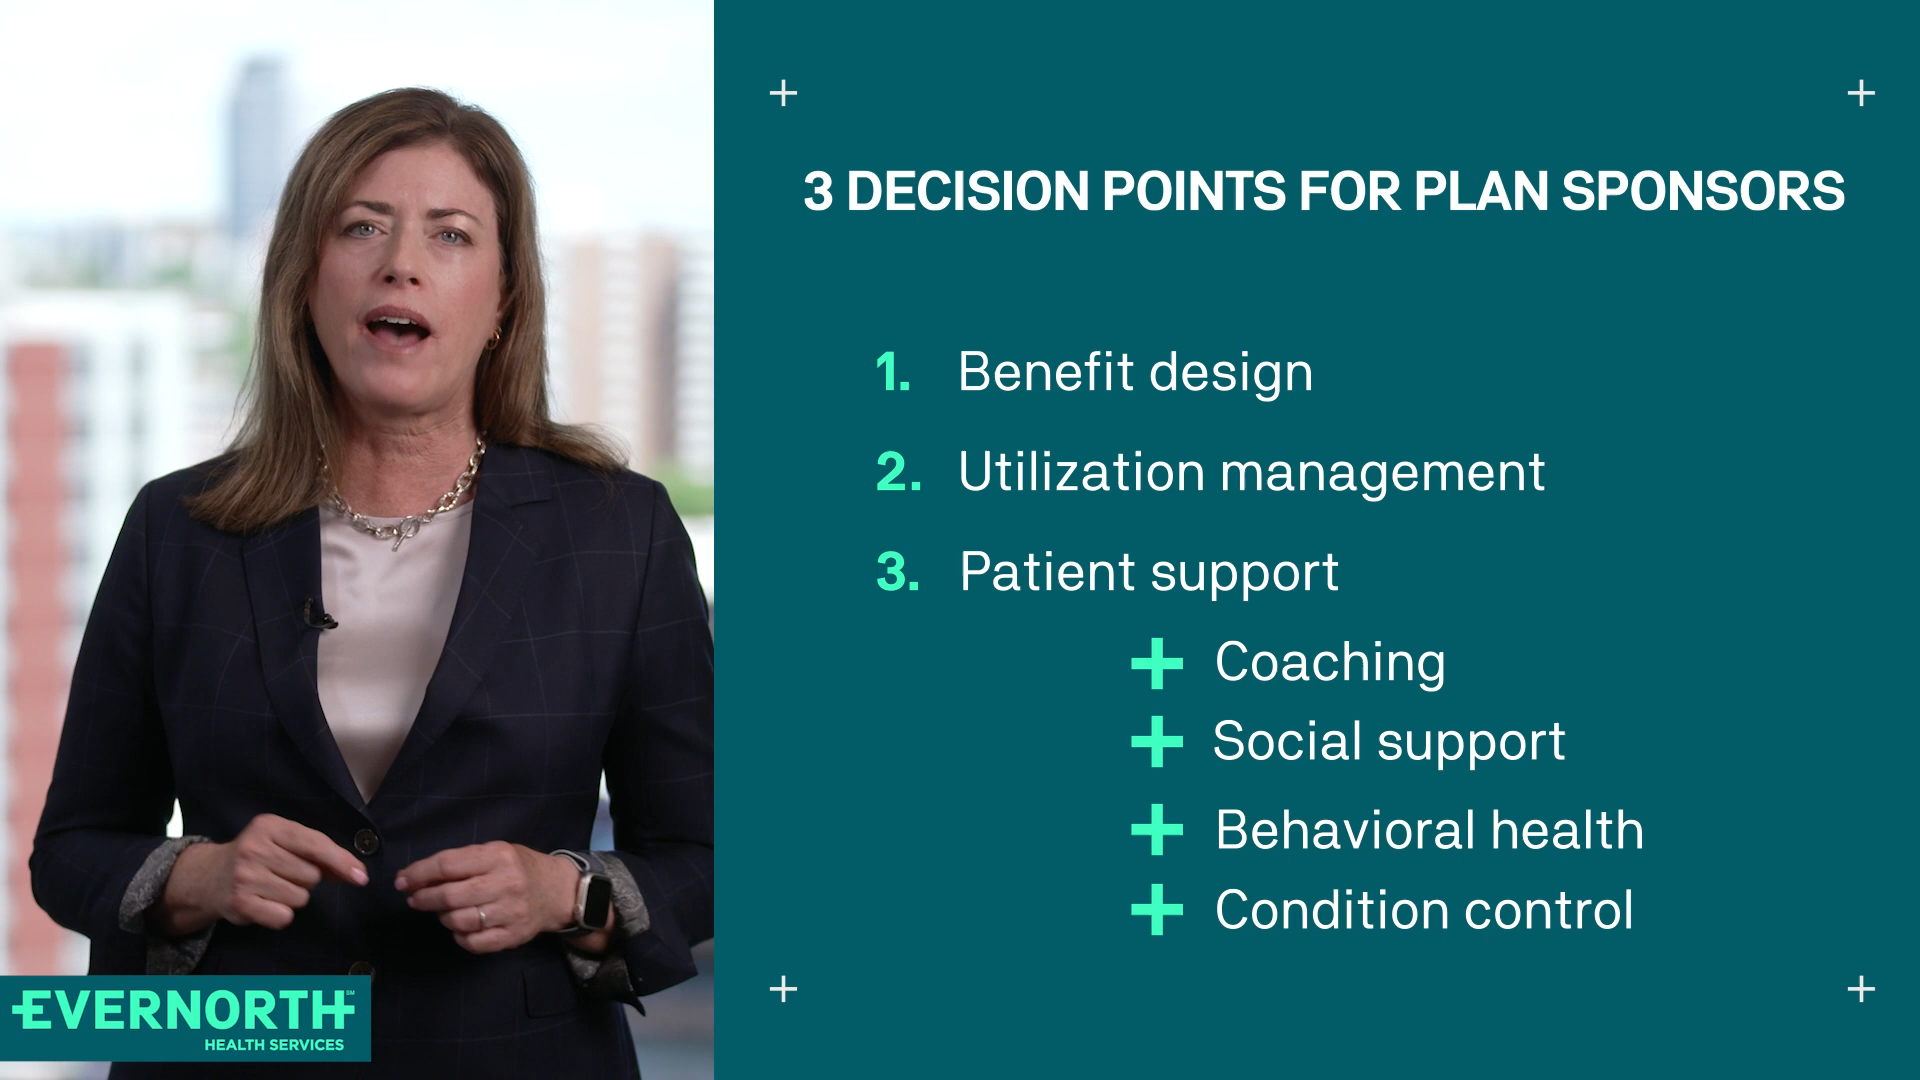 3 DECISION POINTS FOR PLAN SPONSORS
1. Benefit design
2. Utilization management
3. Patient support
+ Coaching
+ Social support
+ Behavioral health
+ Condition control
EVERNORTH℠
HEALTH SERVICES